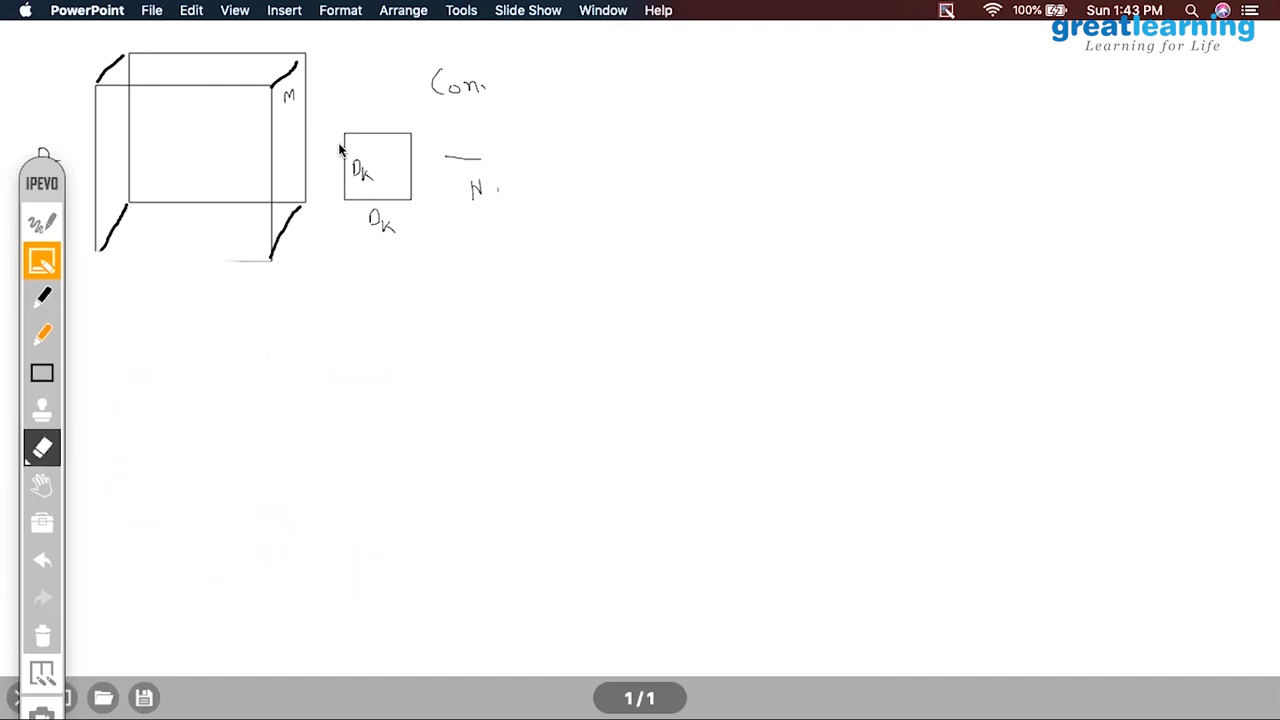 PowerPoint File Edit View Insert Format Arrange Tools Slide Show Window Help 100% Sun 1:43 PM
greatlearning
Learning for Life
Con.
M
D
DK
N
DK
IPEVO
1/1